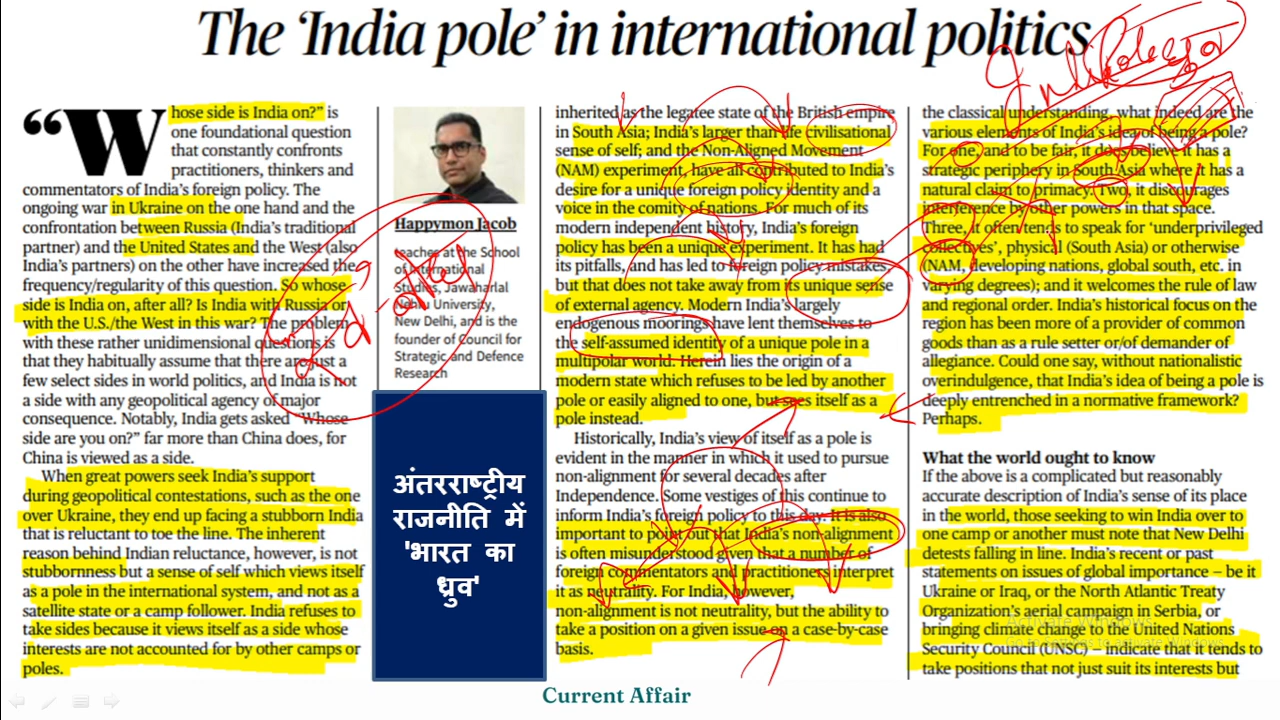 The 'India pole' in international politics
“Whose side is India on?” is
one foundational question
that constantly confronts
practitioners, thinkers and
commentators of India's foreign policy. The
ongoing war in Ukraine on the one hand and the
confrontation between Russia (India's traditional
partner) and the United States and the West (also
India's partners) on the other have increased the
frequency/regularity of this question. So whose
side is India on, after all? Is India with Russia or
with the U.S./the West in this war? The problem
with these rather unidimensional questions is
that they habitually assume that there are just a
few select sides in world politics, and India is not
a side with any geopolitical agency of major
consequence. Notably, India gets asked “Whose
side are you on?” far more than China does, for
China is viewed as a side.
When great powers seek India's support
during geopolitical contestations, such as the one
over Ukraine, they end up facing a stubborn India
that is reluctant to toe the line. The inherent
reason behind Indian reluctance, however, is not
stubbornness but a sense of self which views itself
as a pole in the international system, and not as a
satellite state or a camp follower. India refuses to
take sides because it views itself as a side whose
interests are not accounted for by other camps or
poles.
Happymon Jacob
teaches at the School
of International
Studies, Jawaharlal
Nehru University,
New Delhi, and is the
founder of Council for
Strategic and Defence
Research
अंतरराष्ट्रीय
राजनीति में
'भारत का
ध्रुव'
inherited as the legatee state of the British empire
in South Asia; India's larger than life civilisational
sense of self; and the Non-Aligned Movement
(NAM) experiment, have all contributed to India's
desire for a unique foreign policy identity and a
voice in the comity of nations. For much of its
modern independent history, India's foreign
policy has been a unique experiment. It has had
its pitfalls, and has led to foreign policy mistakes,
but that does not take away from its unique sense
of external agency. Modern India's largely
endogenous moorings have lent themselves to
the self-assumed identity of a unique pole in a
multipolar world. Herein lies the origin of a
modern state which refuses to be led by another
pole or easily aligned to one, but sees itself as a
pole instead.
Historically, India's view of itself as a pole is
evident in the manner in which it used to pursue
non-alignment for several decades after
Independence. Some vestiges of this continue to
inform India's foreign policy to this day. It is also
important to point out that India's non-alignment
is often misunderstood given that a number of
foreign commentators and practitioners interpret
it as neutrality. For India, however,
non-alignment is not neutrality, but the ability to
take a position on a given issue on a case-by-case
basis.
the classical understanding, what indeed are the
various elements of India's idea of being a pole?
For one, and to be fair, it does believe it has a
strategic periphery in South Asia where it has a
natural claim to primacy. Two, it discourages
interference by other powers in that space.
Three, it often tends to speak for ‘underprivileged
collectives’, physical (South Asia) or otherwise
(NAM, developing nations, global south, etc. in
varying degrees); and it welcomes the rule of law
and regional order. India's historical focus on the
region has been more of a provider of common
goods than as a rule setter or/of demander of
allegiance. Could one say, without nationalistic
overindulgence, that India's idea of being a pole is
deeply entrenched in a normative framework?
Perhaps.
What the world ought to know
If the above is a complicated but reasonably
accurate description of India's sense of its place
in the world, those seeking to win India over to
one camp or another must note that New Delhi
detests falling in line. India's recent or past
statements on issues of global importance – be it
Ukraine or Iraq, or the North Atlantic Treaty
Organization's aerial campaign in Serbia, or
bringing climate change to the United Nations
Security Council (UNSC) – indicate that it tends to
take positions that not just suit its interests but
Activate Windows
Go to Settings to activate Windows.
Current Affair